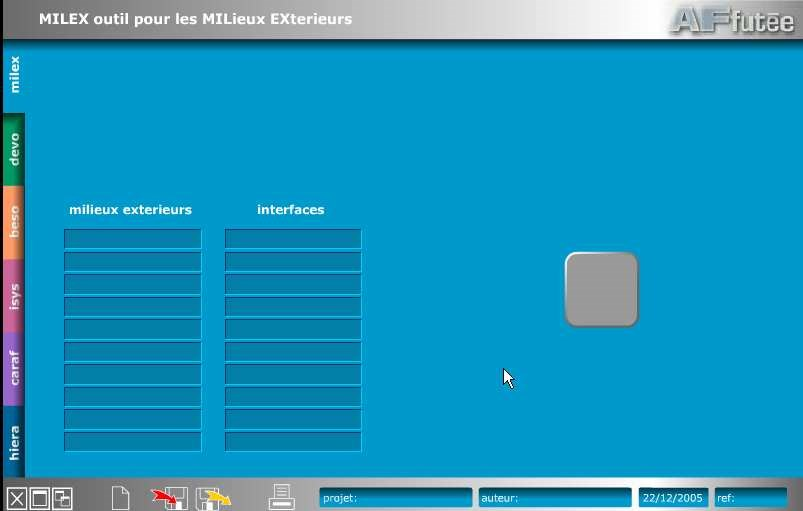 MILEX outil pour les MILieux EXterieurs
AFfutée
milex
devo
beso
isys
caraf
hiera
milieux exterieurs
interfaces
projet:
auteur:
22/12/2005
ref: